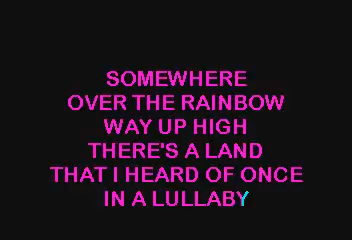 SOMEWHERE
OVER THE RAINBOW
WAY UP HIGH
THERE'S A LAND
THAT I HEARD OF ONCE
IN A LULLABY